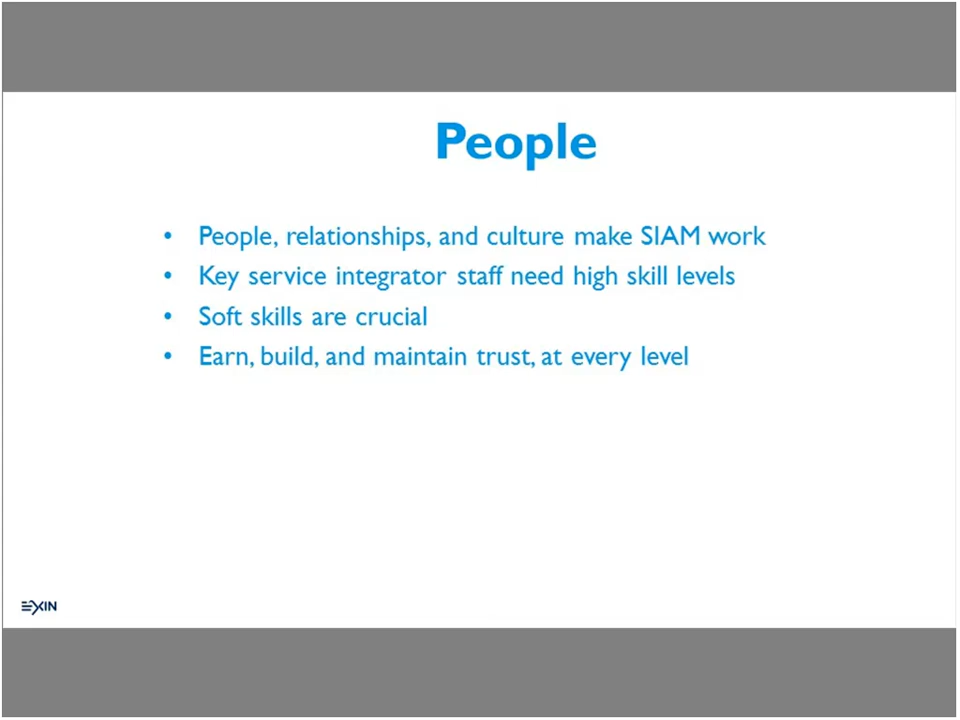 People
• People, relationships, and culture make SIAM work
• Key service integrator staff need high skill levels
• Soft skills are crucial
• Earn, build, and maintain trust, at every level
EXIN